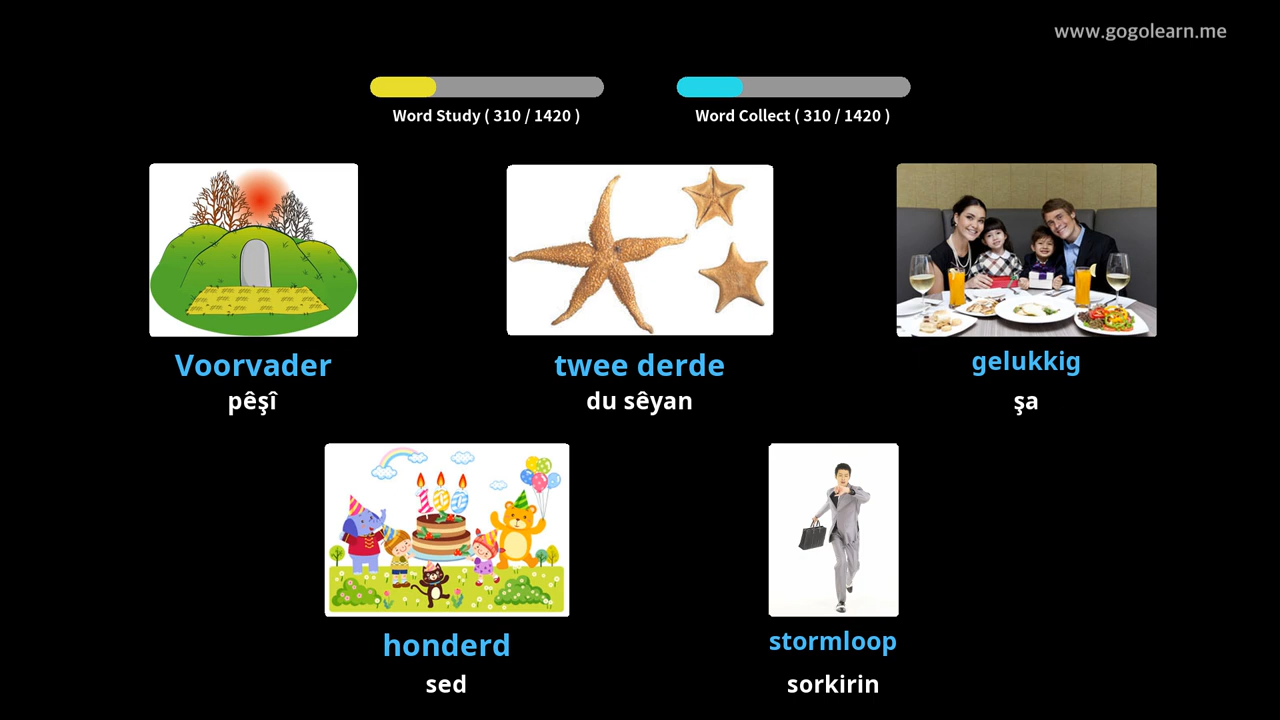 www.gogolearn.me
Word Study ( 310 / 1420 )
Word Collect ( 310 / 1420 )
Voorvader
pêşî
twee derde
du sêyan
gelukkig
şa
100
honderd
sed
stormloop
sorkirin